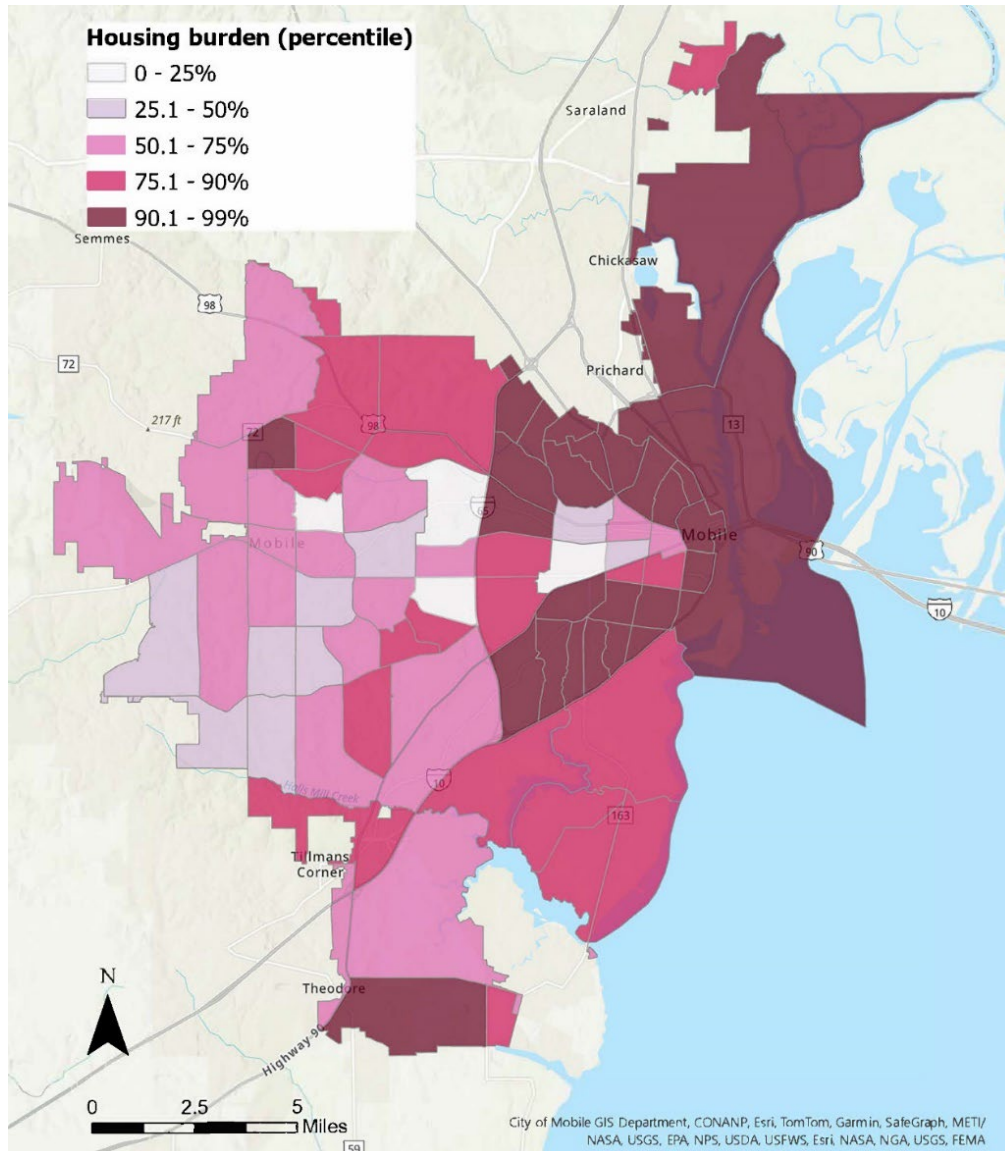 Housing burden (percentile)
0 - 25%
25.1 - 50%
50.1 - 75%
75.1 - 90%
90.1 - 99%
Saraland
Semmes
Chickasaw
98
72
Prichard
217 ft
98
13
65
Mobile
Mobile
90
10
Halls Mill Creek
10
163
Tillmans
Corner
N
Theodore
Highway 90
0 2.5 5
Miles
59
City of Mobile GIS Department, CONANP, Esri, TomTom, Garmin, SafeGraph, METI/
NASA, USGS, EPA, NPS, USDA, USFWS, Esri, NASA, NGA, USGS, FEMA